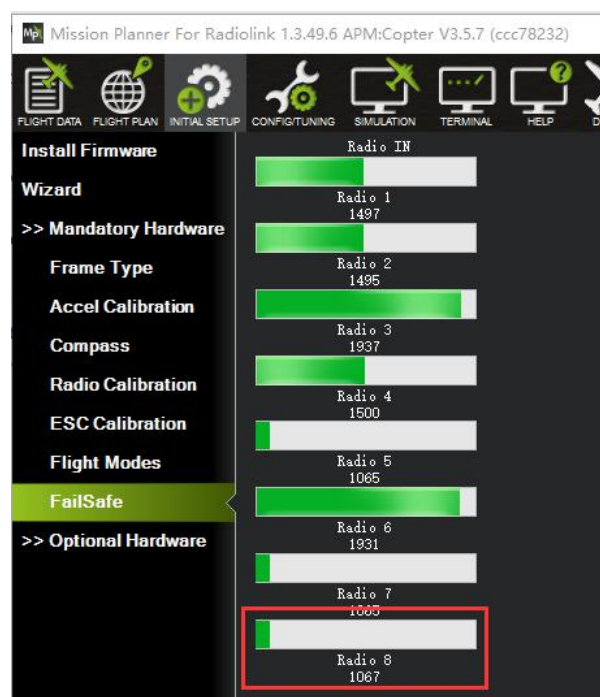 Mp Mission Planner For Radiolink 1.3.49.6 APM:Copter V3.5.7 (ccc78232)
FLIGHT DATA FLIGHT PLAN INITIAL SETUP CONFIG/TUNING SIMULATION TERMINAL HELP
Install Firmware
Wizard
>> Mandatory Hardware
Frame Type
Accel Calibration
Compass
Radio Calibration
ESC Calibration
Flight Modes
FailSafe
>> Optional Hardware
Radio IN
Radio 1
1497
Radio 2
1495
Radio 3
1937
Radio 4
1500
Radio 5
1065
Radio 6
1931
Radio 7
1065
Radio 8
1067